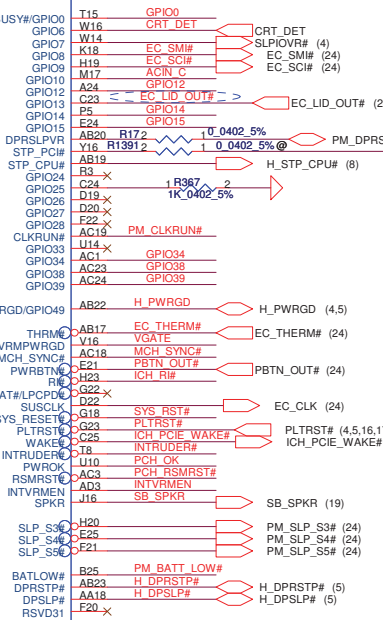 BUSY#/GPIO0 T15 GPIO0
GPIO6 W16 CRT_DET CRT_DET
GPIO7 W14 SLPIOVR# (4)
GPIO8 K18 EC_SMI# EC_SMI# (24)
GPIO9 H19 EC_SCI# EC_SCI# (24)
GPIO10 M17 ACIN_C
GPIO12 A24 GPIO12
GPIO13 C23 EC_LID_OUT# EC_LID_OUT# (2
GPIO14 P5 GPIO14
GPIO15 E24 GPIO15
DPRSLPVR AB20 R17 2 1 0_0402_5% PM_DPRS
STP_PCI# Y16 R1391 2 1 0_0402_5% @
STP_CPU# AB19 H_STP_CPU# (8)
GPIO24 R3
GPIO25 C24 1 R367 2
1K_0402_5%
GPIO26 D19
GPIO27 D20
GPIO28 F22
CLKRUN# AC19 PM_CLKRUN#
GPIO33 U14
GPIO34 AC1 GPIO34
GPIO38 AC23 GPIO38
GPIO39 AC24 GPIO39
RGD/GPIO49 AB22 H_PWRGD H_PWRGD (4,5)
THRM# AB17 EC_THERM# EC_THERM# (24)
VRMPWRGD V16 VGATE
MCH_SYNC# AC18 MCH_SYNC#
PWRBTN# E21 PBTN_OUT# PBTN_OUT# (24)
RI# H23 ICH_RI#
AT#/LPCPD# G22
SUSCLK D22 EC_CLK (24)
SYS_RESET# G18 SYS_RST#
PLTRST# G23 PLTRST# PLTRST# (4,5,16,1
WAKE# C25 ICH_PCIE_WAKE# ICH_PCIE_WAKE#
INTRUDER# T8 INTRUDER#
PWROK U10 PCH_OK
RSMRST# AC3 PCH_RSMRST#
INTVRMEN AD3 INTVRMEN
SPKR J16 SB_SPKR SB_SPKR (19)
SLP_S3# H20 PM_SLP_S3# (24)
SLP_S4# E25 PM_SLP_S4# (24)
SLP_S5# F21 PM_SLP_S5# (24)
BATLOW# B25 PM_BATT_LOW#
DPRSTP# AB23 H_DPRSTP# H_DPRSTP# (5)
DPSLP# AA18 H_DPSLP# H_DPSLP# (5)
RSVD31 F20